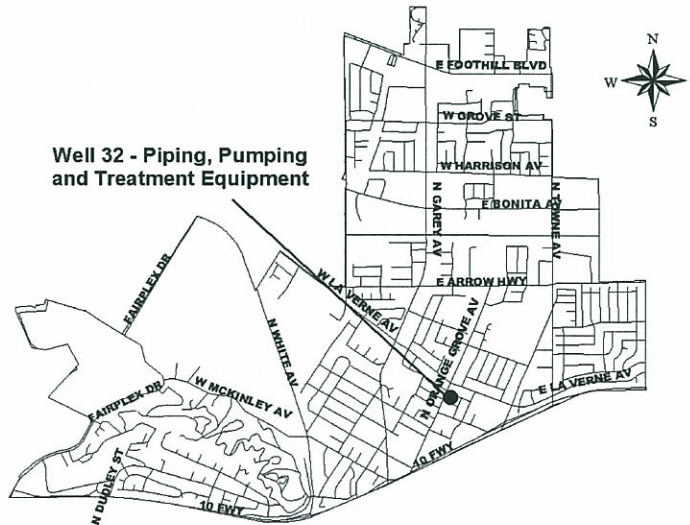 E FOOTHILL BLVD
N
W
S
W GROVE ST
Well 32 - Piping, Pumping
and Treatment Equipment
W HARRISON AV
N GAREY AV
E BONITA AV
N TOWNE AV
FAIRPLEX DR
W LA VERNE AV
E ARROW HWY
N WHITE AV
N ORANGE GROVE AV
W MCKINLEY AV
FAIRPLEX DR
E LA VERNE AV
10 FWY
N DUDLEY ST
10 FWY